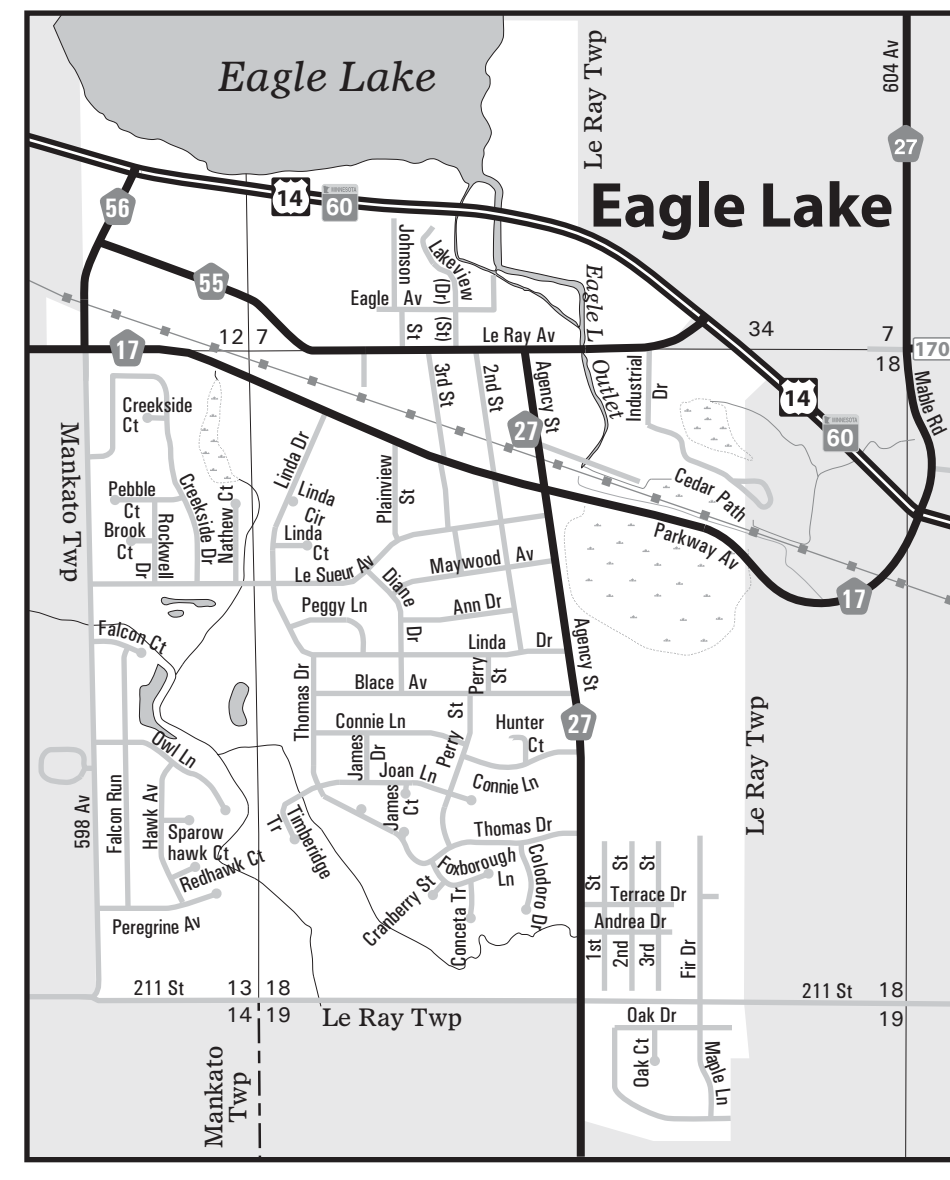 Eagle Lake
Le Ray Twp
604 Av
27
Eagle Lake
56
14
MINNESOTA
60
55
Johnson
St
Lakeview
(Dr)
(St)
Eagle Av
Eagle L
Outlet
Le Ray Av
12 7
34
7
18
170
17
Mable Rd
14
MINNESOTA
60
Mankato Twp
Creekside
Ct
Linda Dr
3rd St
2nd St
Agency St
27
Industrial
Dr
Plainview
St
Pebble
Ct
Brook
Ct
Rockwell
Dr
Creekside Dr
Nathew Ct
Linda
Cir
Linda
Ct
Cedar Path
Parkway Av
17
Le Sueur Av
Diane
Dr
Maywood Av
Peggy Ln
Ann Dr
Falcon Ct
Linda Dr
Agency St
Thomas Dr
Blace Av
Perry
St
27
Connie Ln
Perry St
Hunter
Ct
Owl Ln
James
Dr
Joan Ln
Connie Ln
Le Ray Twp
598 Av
Falcon Run
Hawk Av
Sparow
hawk Ct
Redhawk Ct
Timberidge
Tr
James
Ct
Thomas Dr
Foxborough
Ln
Colodoro Dr
Cranberry St
Conceta Tr
Peregrine Av
1st St
2nd St
3rd St
Terrace Dr
Andrea Dr
Fir Dr
211 St
13 18
14 19
Le Ray Twp
211 St
18
19
Oak Dr
Oak Ct
Maple Ln
Mankato
Twp